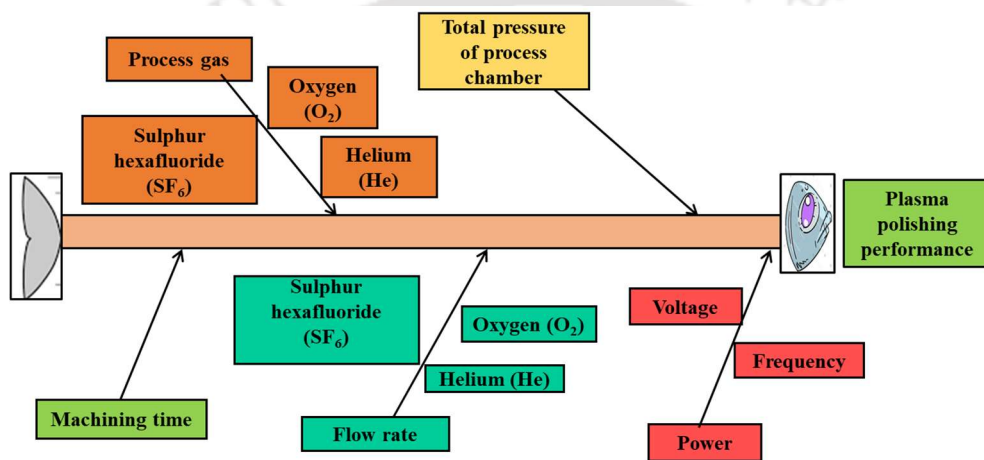 Process gas
Oxygen
(O₂)
Sulphur
hexafluoride
(SF₆)
Helium
(He)
Total pressure
of process
chamber
Plasma
polishing
performance
Machining time
Sulphur
hexafluoride
(SF₆)
Oxygen (O₂)
Helium (He)
Flow rate
Voltage
Frequency
Power